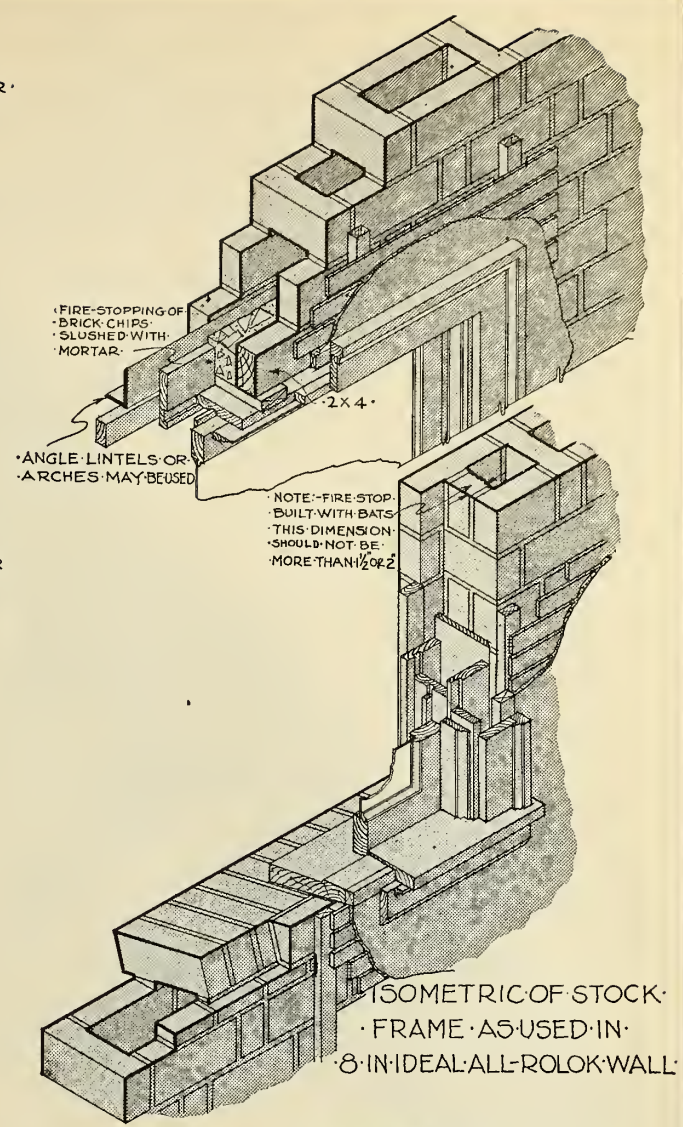 R·
·FIRE-STOPPING·OF·
·BRICK·CHIPS·
·SLUSHED·WITH·
MORTAR·
·2X4·
·ANGLE·LINTELS·OR·
·ARCHES·MAY·BE·USED
·NOTE:-FIRE·STOP·
·BUILT·WITH·BATS·
·THIS·DIMENSION·
·SHOULD·NOT·BE·
·MORE·THAN·1½"OR2"
R
ISOMETRIC·OF·STOCK·
·FRAME·AS·USED·IN·
·8·IN·IDEAL·ALL-ROLOK·WALL·